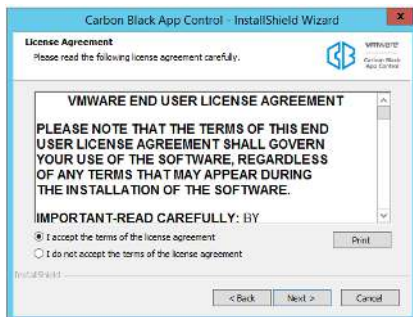 Carbon Black App Control - InstallShield Wizard
x
License Agreement
Please read the following license agreement carefully.
vmware
Carbon Black
App Control
VMWARE END USER LICENSE AGREEMENT
PLEASE NOTE THAT THE TERMS OF THIS END
USER LICENSE AGREEMENT SHALL GOVERN
YOUR USE OF THE SOFTWARE, REGARDLESS
OF ANY TERMS THAT MAY APPEAR DURING
THE INSTALLATION OF THE SOFTWARE.
IMPORTANT-READ CAREFULLY: BY
I accept the terms of the license agreement
Print
I do not accept the terms of the license agreement
InstallShield
< Back
Next >
Cancel